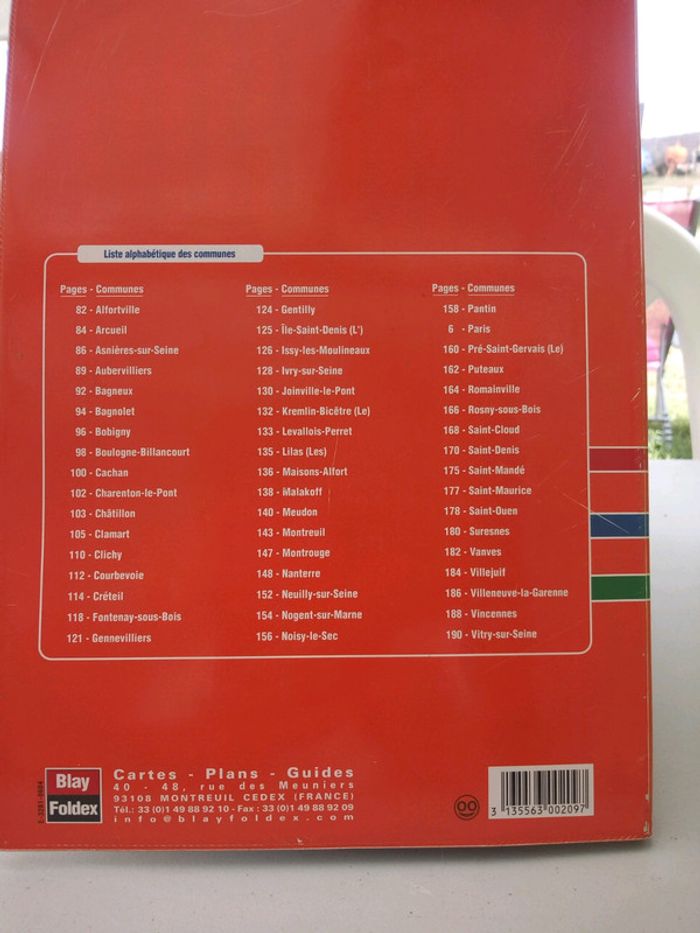 Liste alphabétique des communes
Pages - Communes
82 - Alfortville
84 - Arcueil
86 - Asnières-sur-Seine
89 - Aubervilliers
92 - Bagneux
94 - Bagnolet
96 - Bobigny
98 - Boulogne-Billancourt
100 - Cachan
102 - Charenton-le-Pont
103 - Châtillon
105 - Clamart
110 - Clichy
112 - Courbevoie
114 - Créteil
118 - Fontenay-sous-Bois
121 - Gennevilliers
Pages - Communes
124 - Gentilly
125 - Île-Saint-Denis (L')
126 - Issy-les-Moulineaux
128 - Ivry-sur-Seine
130 - Joinville-le-Pont
132 - Kremlin-Bicêtre (Le)
133 - Levallois-Perret
135 - Lilas (Les)
136 - Maisons-Alfort
138 - Malakoff
140 - Meudon
143 - Montreuil
147 - Montrouge
148 - Nanterre
152 - Neuilly-sur-Seine
154 - Nogent-sur-Marne
156 - Noisy-le-Sec
Pages - Communes
158 - Pantin
6 - Paris
160 - Pré-Saint-Gervais (Le)
162 - Puteaux
164 - Romainville
166 - Rosny-sous-Bois
168 - Saint-Cloud
170 - Saint-Denis
175 - Saint-Mandé
177 - Saint-Maurice
178 - Saint-Ouen
180 - Suresnes
182 - Vanves
184 - Villejuif
186 - Villeneuve-la-Garenne
188 - Vincennes
190 - Vitry-sur-Seine
Blay
Foldex
Cartes - Plans - Guides
40 - 48, rue des Meuniers
93108 MONTREUIL CEDEX (FRANCE)
Tél.: 33 (0)1 49 88 92 10 - Fax : 33 (0)1 49 88 92 09
info@blayfoldex.com
3 135563 002097